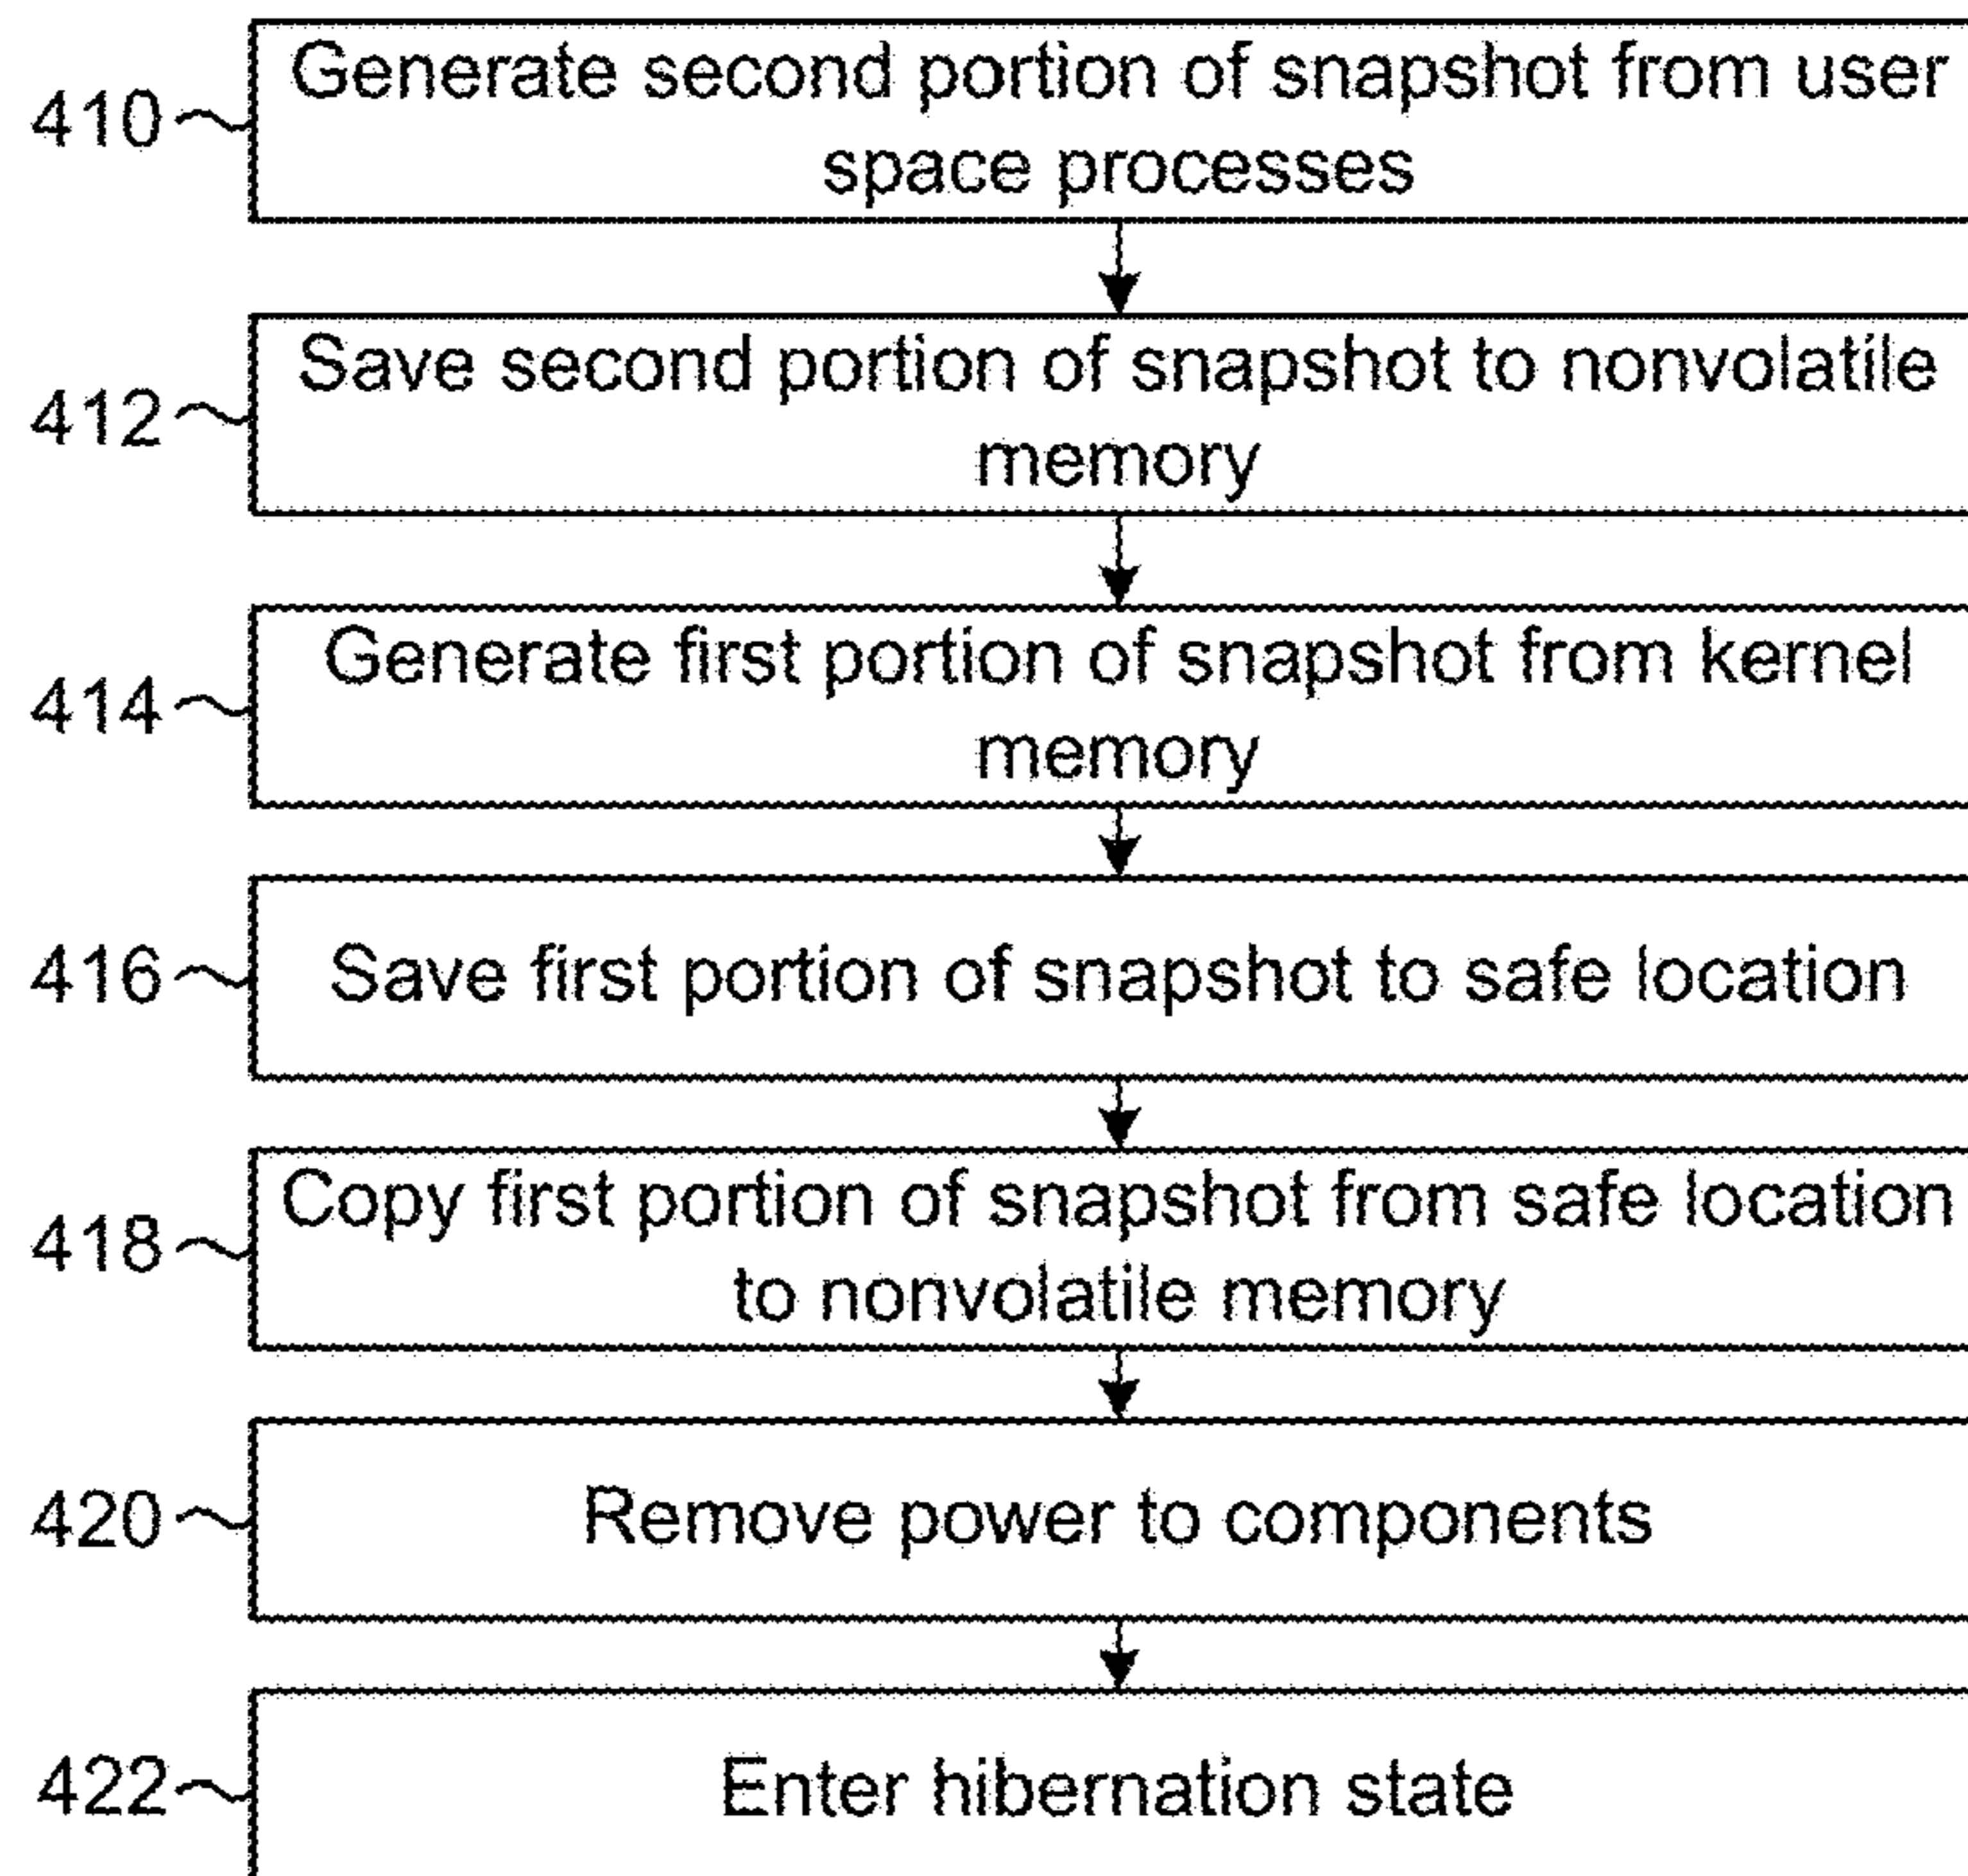 Generate second portion of snapshot from user
410
space processes
Save second portion of snapshot to nonvolatile
412
memory
Generate first portion of snapshot from kernel
414
memory
416
Save first portion of snapshot to safe location
Copy first portion of snapshot from safe location
418
to nonvolatile memory
420
Remove power to components
422
Enter hibernation state